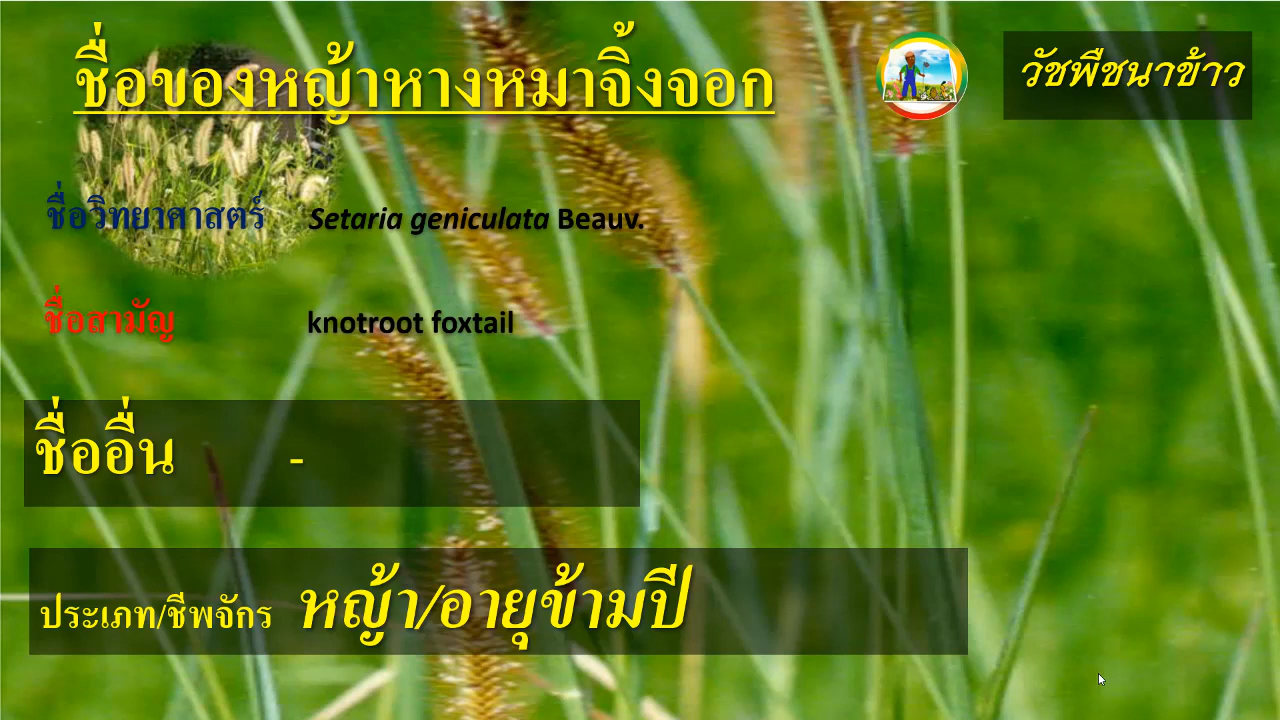 ชื่อของหญ้าหางหมาจิ้งจอก
วัชพืชนาข้าว
ชื่อวิทยาศาสตร์ Setaria geniculata Beauv.
ชื่อสามัญ knotroot foxtail
ชื่ออื่น -
ประเภท/ชีพจักร หญ้า/อายุข้ามปี